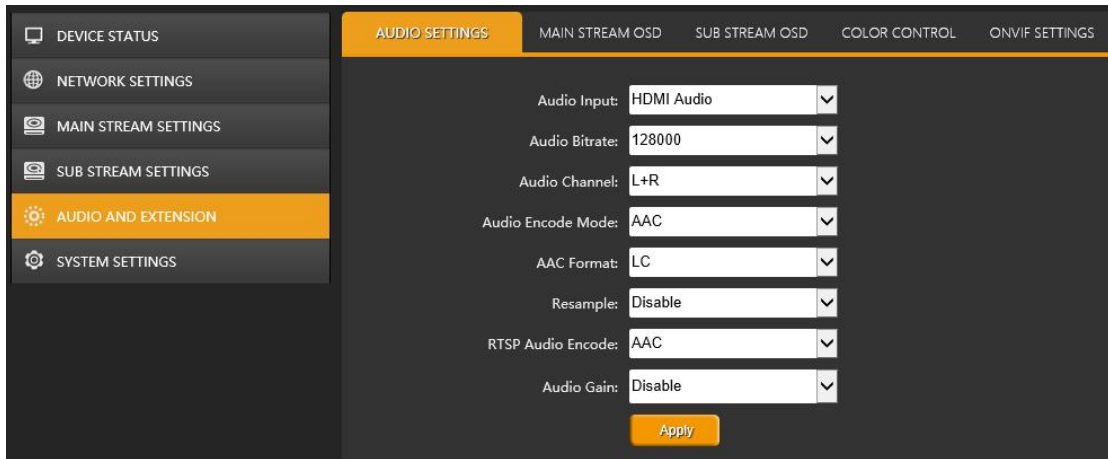 DEVICE STATUS
NETWORK SETTINGS
MAIN STREAM SETTINGS
SUB STREAM SETTINGS
AUDIO AND EXTENSION
SYSTEM SETTINGS
AUDIO SETTINGS MAIN STREAM OSD SUB STREAM OSD COLOR CONTROL ONVIF SETTINGS
Audio Input: HDMI Audio
Audio Bitrate: 128000
Audio Channel: L+R
Audio Encode Mode: AAC
AAC Format: LC
Resample: Disable
RTSP Audio Encode: AAC
Audio Gain: Disable
Apply